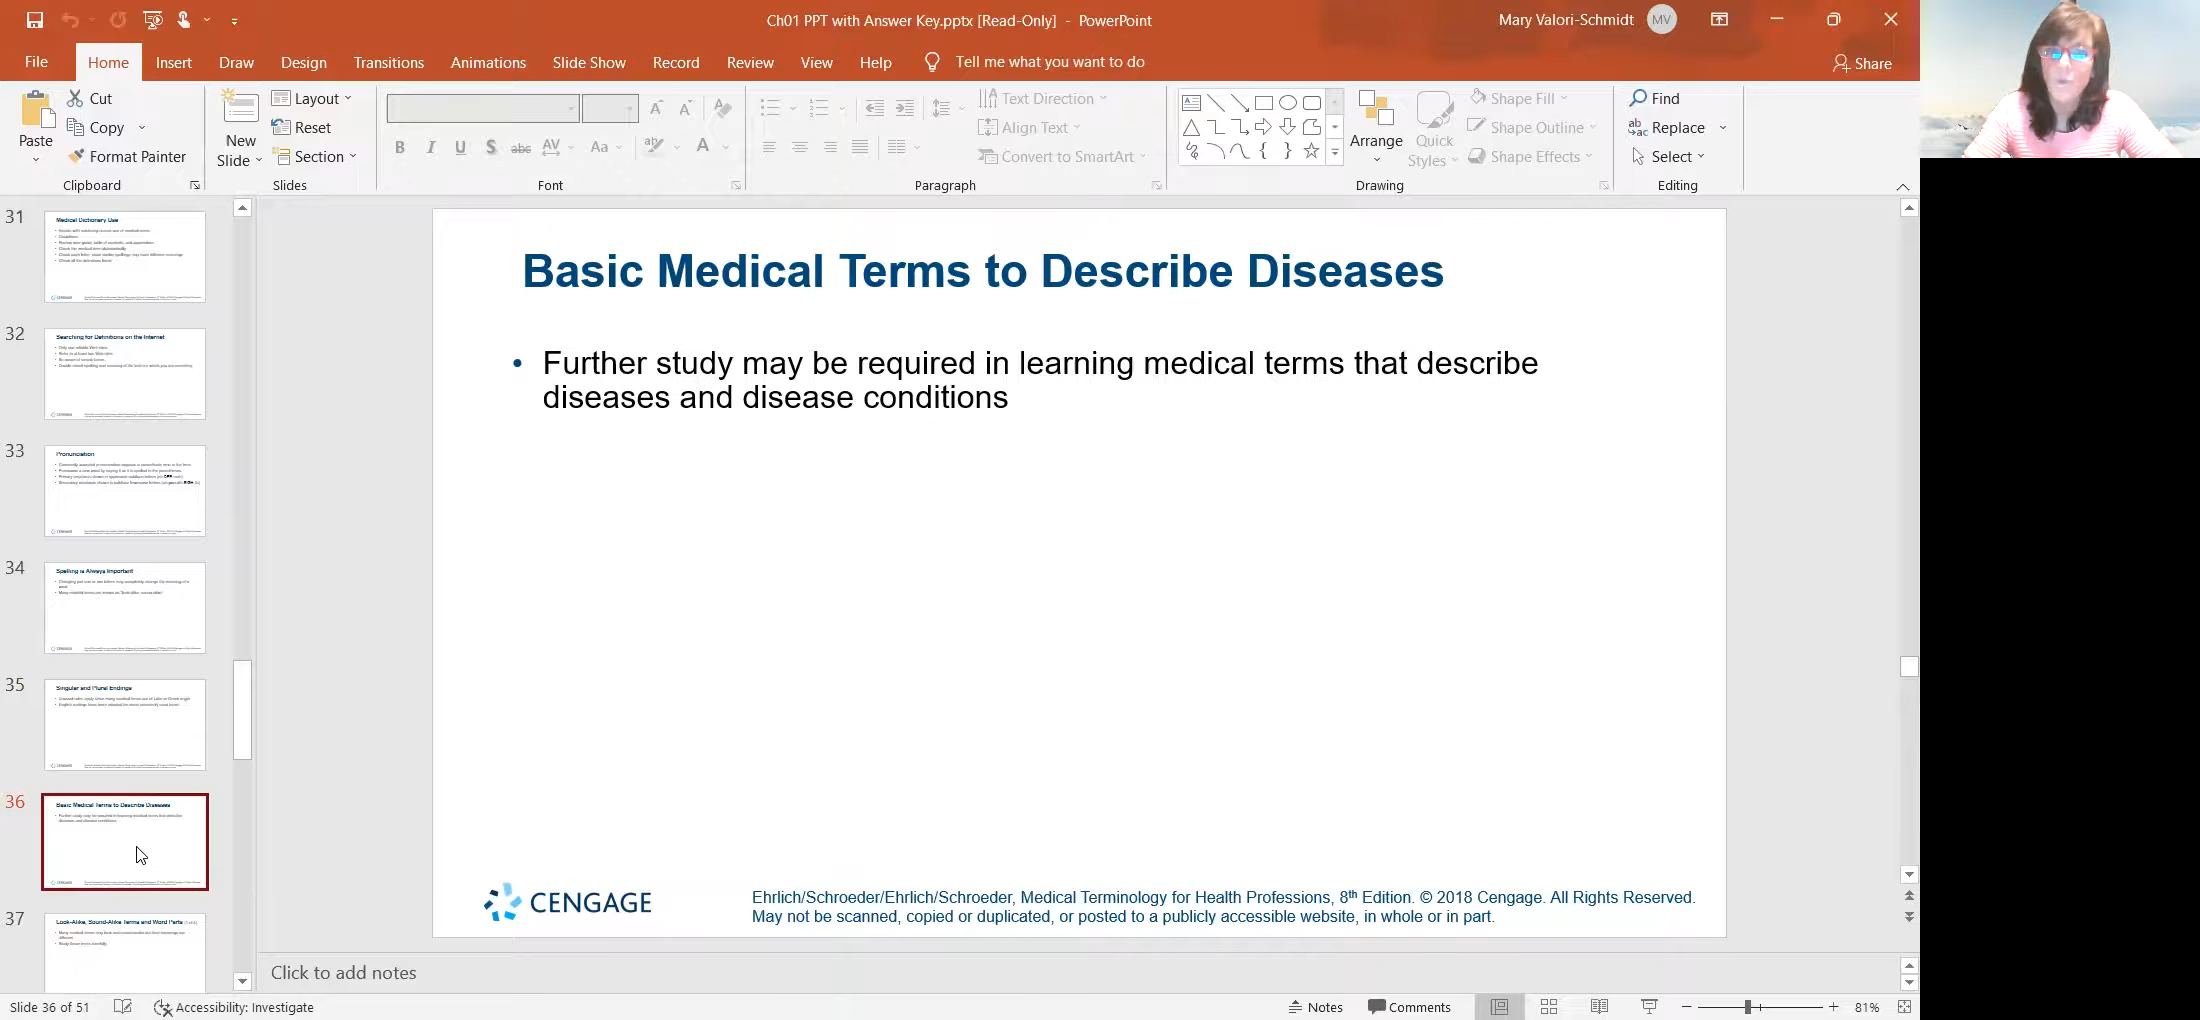 Ch01 PPT with Answer Key.pptx [Read-Only] - PowerPoint
Mary Valori-Schmidt MV
File Home Insert Draw Design Transitions Animations Slide Show Record Review View Help Tell me what you want to do
Share
Paste
Cut
Copy
Format Painter
Clipboard
New
Slide
Layout
Reset
Section
Slides
B I U S abc AV Aa A
Font
Text Direction
Align Text
Convert to SmartArt
Paragraph
Arrange
Quick
Styles
Shape Fill
Shape Outline
Shape Effects
Drawing
Find
Replace
Select
Editing
31
Medical Dictionary Use
32
Searching for Definitions on the Internet
33
Pronunciation
34
Spelling is Always Important
35
Singular and Plural Endings
36
Basic Medical Terms to Describe Diseases
37
Look-Alike, Sound-Alike Terms and Word Parts
Basic Medical Terms to Describe Diseases
• Further study may be required in learning medical terms that describe
diseases and disease conditions
CENGAGE
Ehrlich/Schroeder/Ehrlich/Schroeder, Medical Terminology for Health Professions, 8th Edition. © 2018 Cengage. All Rights Reserved.
May not be scanned, copied or duplicated, or posted to a publicly accessible website, in whole or in part.
Click to add notes
Slide 36 of 51
Accessibility: Investigate
Notes
Comments
81%